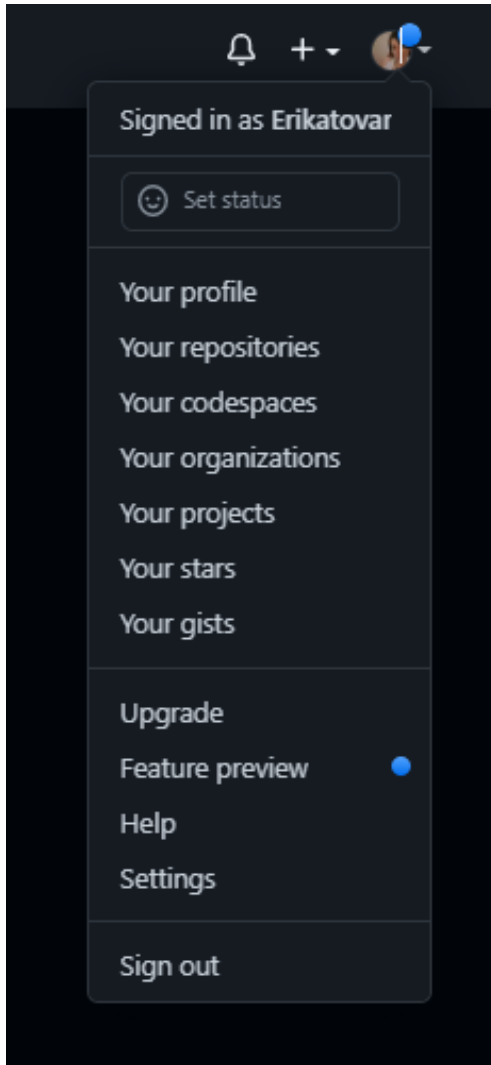 Signed in as Erikatovar
Set status
Your profile
Your repositories
Your codespaces
Your organizations
Your projects
Your stars
Your gists
Upgrade
Feature preview
Help
Settings
Sign out